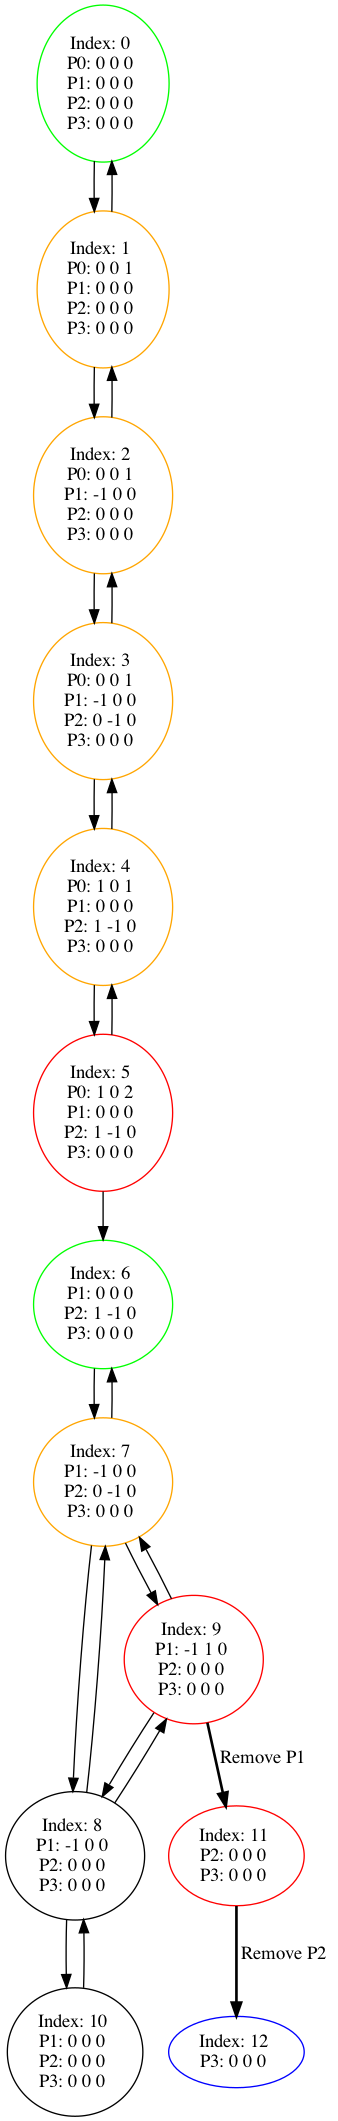 Index: 0
P0: 0 0 0
P1: 0 0 0
P2: 0 0 0
P3: 0 0 0
Index: 1
P0: 0 0 1
P1: 0 0 0
P2: 0 0 0
P3: 0 0 0
Index: 2
P0: 0 0 1
P1: -1 0 0
P2: 0 0 0
P3: 0 0 0
Index: 3
P0: 0 0 1
P1: -1 0 0
P2: 0 -1 0
P3: 0 0 0
Index: 4
P0: 1 0 1
P1: 0 0 0
P2: 1 -1 0
P3: 0 0 0
Index: 5
P0: 1 0 2
P1: 0 0 0
P2: 1 -1 0
P3: 0 0 0
Index: 6
P1: 0 0 0
P2: 1 -1 0
P3: 0 0 0
Index: 7
P1: -1 0 0
P2: 0 -1 0
P3: 0 0 0
Index: 9
P1: -1 1 0
P2: 0 0 0
P3: 0 0 0
Remove P1
Index: 8
P1: -1 0 0
P2: 0 0 0
P3: 0 0 0
Index: 11
P2: 0 0 0
P3: 0 0 0
Remove P2
Index: 10
P1: 0 0 0
P2: 0 0 0
P3: 0 0 0
Index: 12
P3: 0 0 0